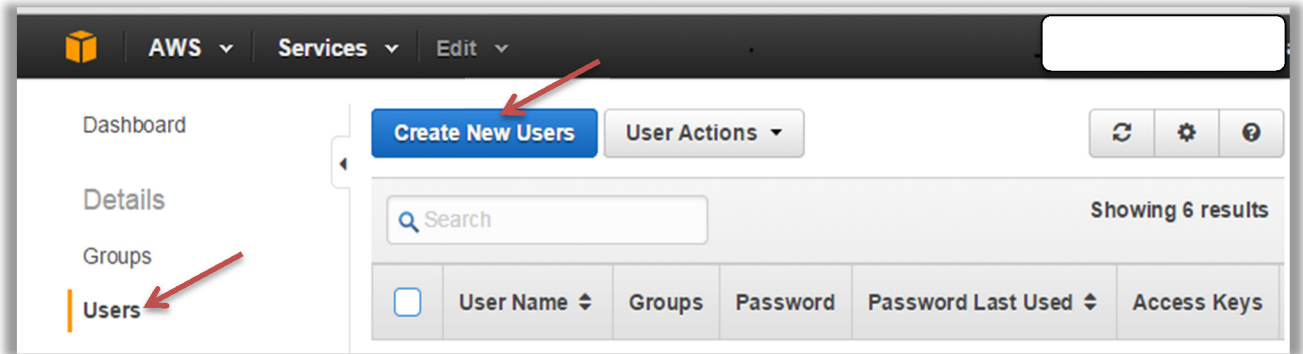 AWS Services Edit
Dashboard
Create New Users User Actions
Details
Search Showing 6 results
Groups
Users
User Name Groups Password Password Last Used Access Keys